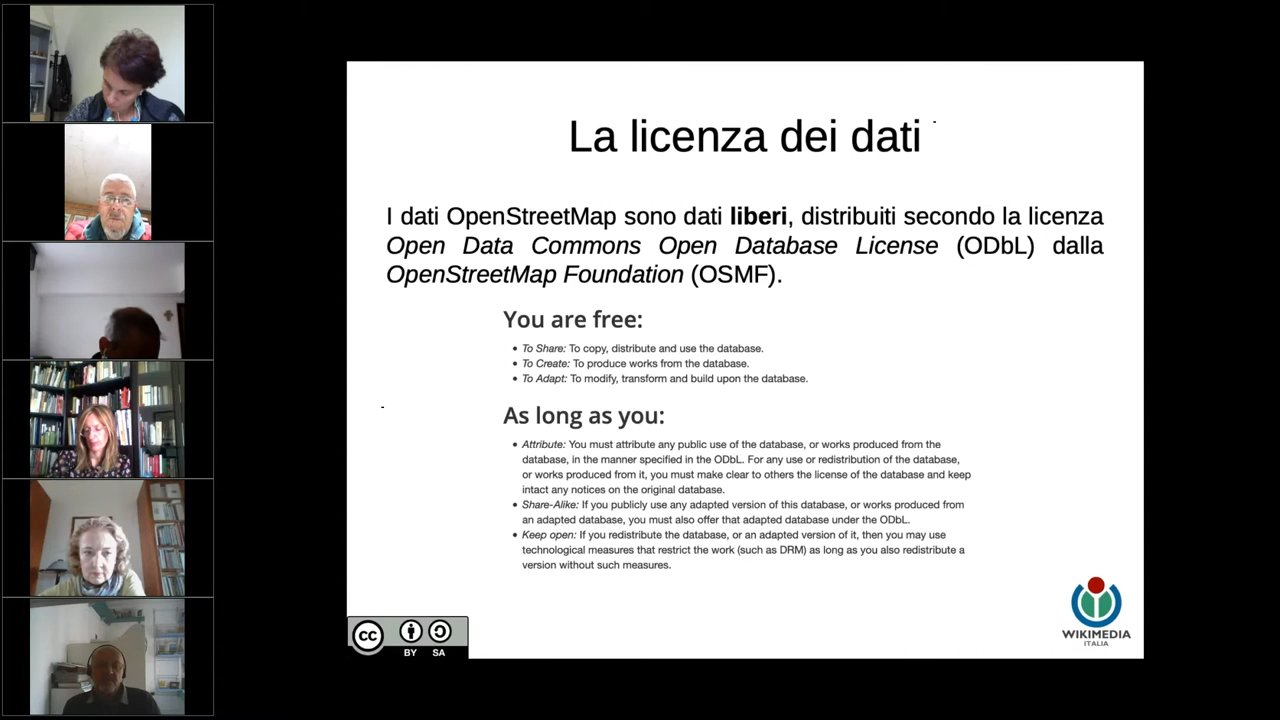 La licenza dei dati
I dati OpenStreetMap sono dati liberi, distribuiti secondo la licenza
Open Data Commons Open Database License (ODbL) dalla
OpenStreetMap Foundation (OSMF).
You are free:
• To Share: To copy, distribute and use the database.
• To Create: To produce works from the database.
• To Adapt: To modify, transform and build upon the database.
As long as you:
• Attribute: You must attribute any public use of the database, or works produced from the
database, in the manner specified in the ODbL. For any use or redistribution of the database,
or works produced from it, you must make clear to others the license of the database and keep
intact any notices on the original database.
• Share-Alike: If you publicly use any adapted version of this database, or works produced from
an adapted database, you must also offer that adapted database under the ODbL.
• Keep open: If you redistribute the database, or an adapted version of it, then you may use
technological measures that restrict the work (such as DRM) as long as you also redistribute a
version without such measures.
cc
BY SA
WIKIMEDIA
ITALIA